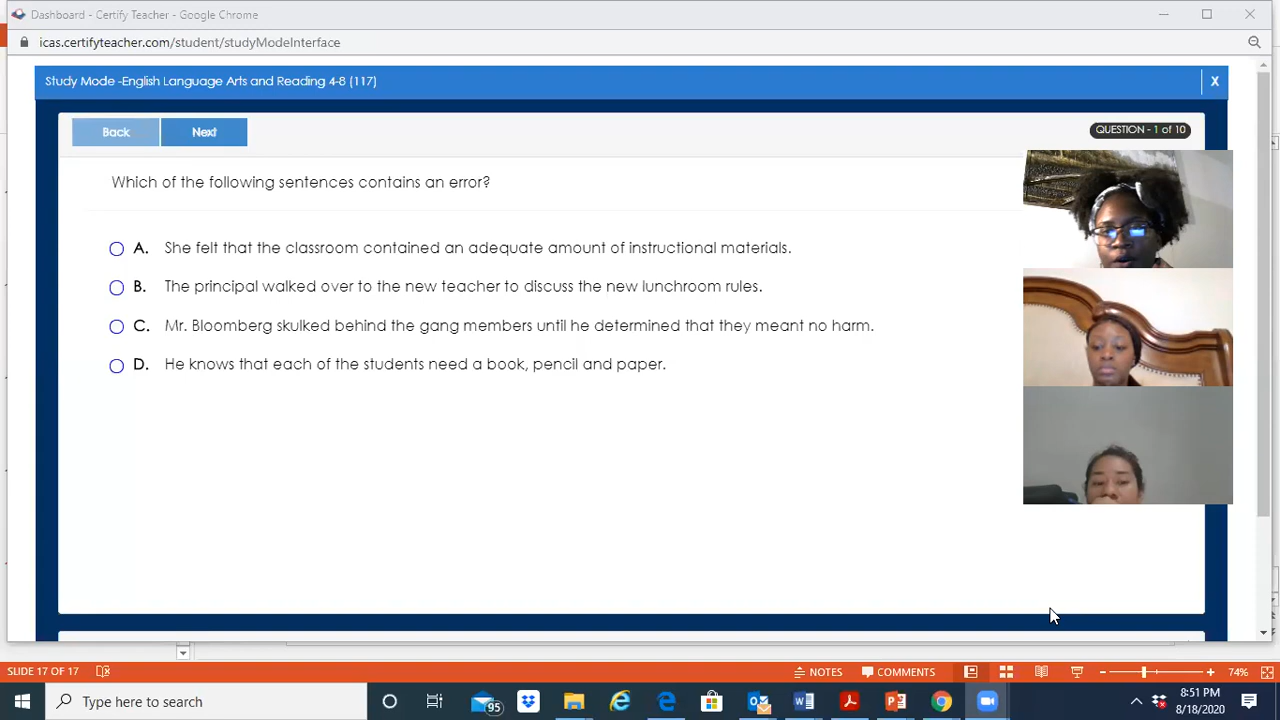 Dashboard - Certify Teacher - Google Chrome
icas.certifyteacher.com/student/studyModeInterface
Study Mode -English Language Arts and Reading 4-8 (117)
X
Back
Next
QUESTION - 1 of 10
Which of the following sentences contains an error?
A. She felt that the classroom contained an adequate amount of instructional materials.
B. The principal walked over to the new teacher to discuss the new lunchroom rules.
C. Mr. Bloomberg skulked behind the gang members until he determined that they meant no harm.
D. He knows that each of the students need a book, pencil and paper.
SLIDE 17 OF 17
NOTES
COMMENTS
74%
Type here to search
95
8:51 PM
8/18/2020